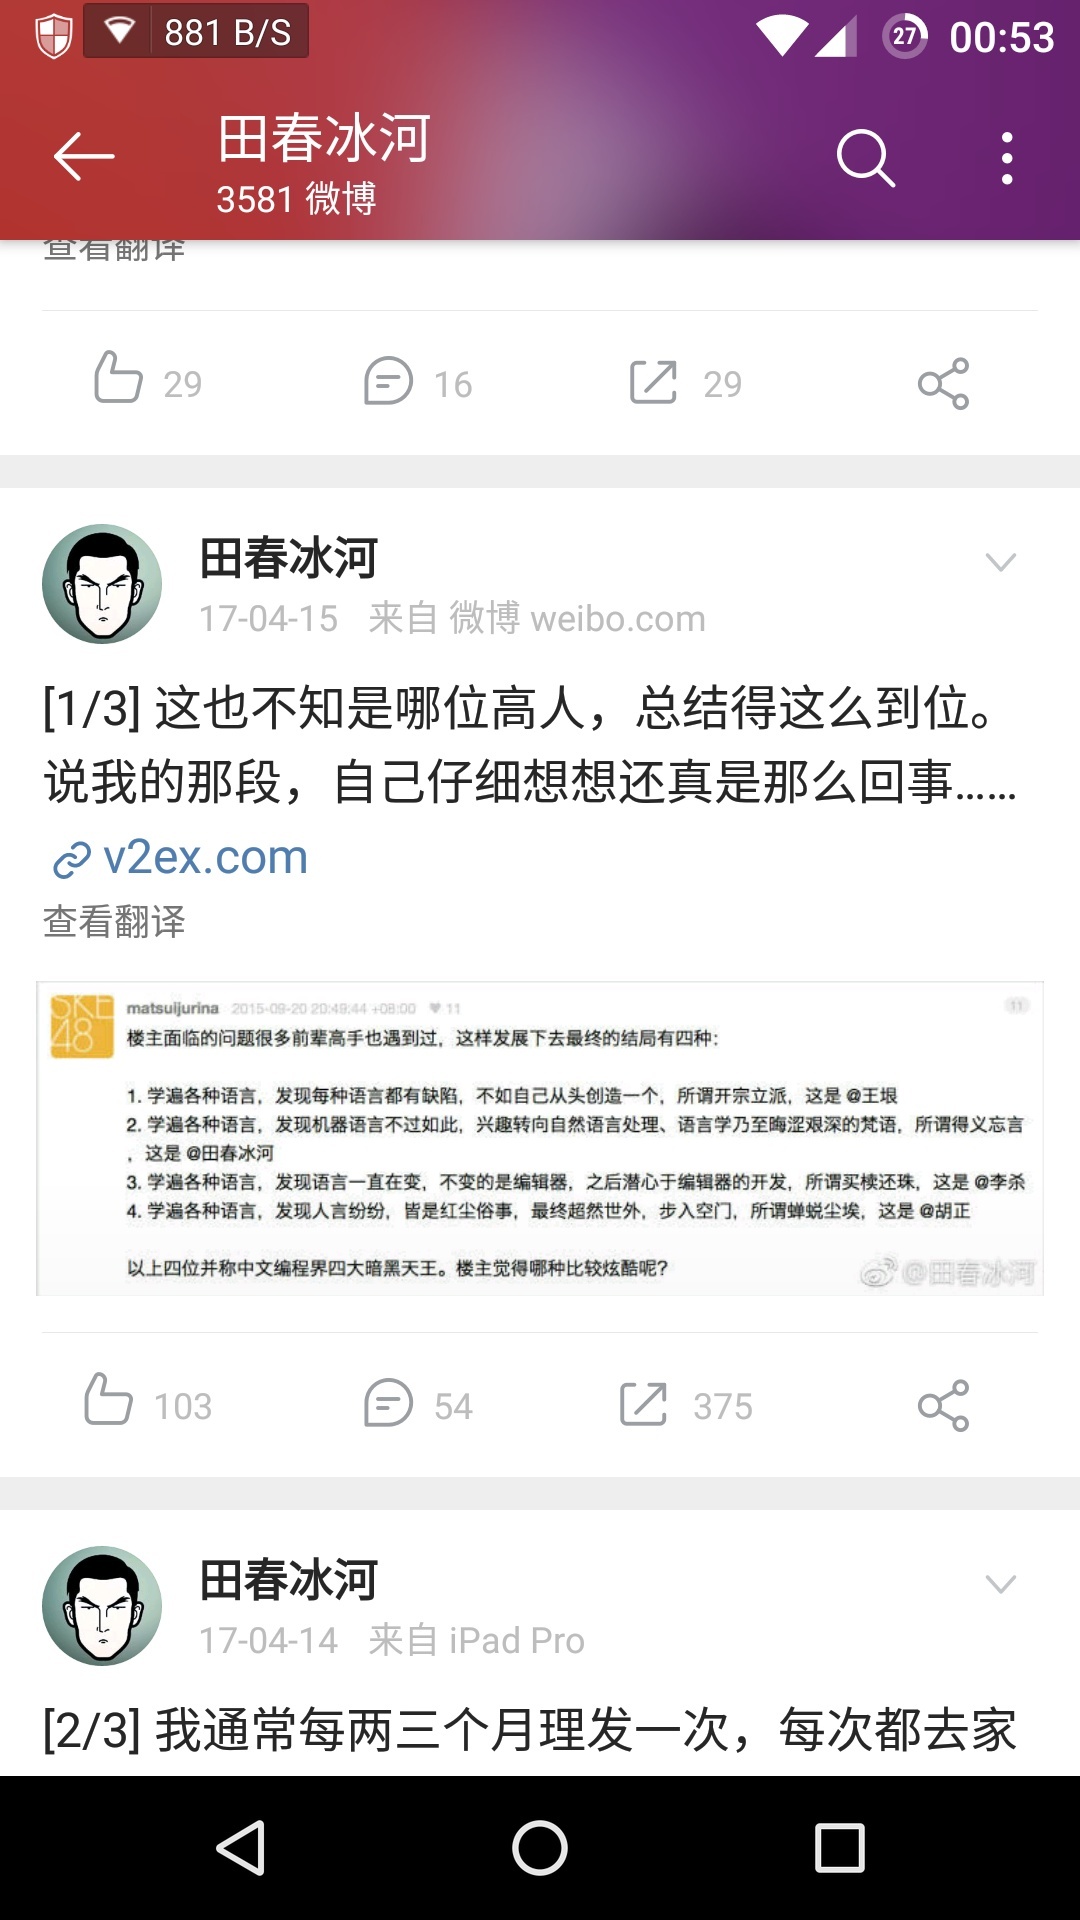 881 B/S
27
00:53
田春冰河
3581 微博
查看翻译
29
16
29
田春冰河
17-04-15 来自 微博 weibo.com
[1/3] 这也不知是哪位高人，总结得这么到位。
说我的那段，自己仔细想想还真是那么回事……
v2ex.com
查看翻译
SKE
48
matsuijurina 2015-09-20 20:49:44 +08:00 ♥ 11
11
楼主面临的问题很多前辈高手也遇到过，这样发展下去最终的结局有四种：
1. 学遍各种语言，发现每种语言都有缺陷，不如自己从头创造一个，所谓开宗立派，这是 @王垠
2. 学遍各种语言，发现机器语言不过如此，兴趣转向自然语言处理、语言学乃至晦涩艰深的梵语，所谓得义忘言
，这是 @田春冰河
3. 学遍各种语言，发现语言一直在变，不变的是编辑器，之后潜心于编辑器的开发，所谓买椟还珠，这是 @李杀
4. 学遍各种语言，发现人言纷纷，皆是红尘俗事，最终超然世外，步入空门，所谓蝉蜕尘埃，这是 @胡正
以上四位并称中文编程界四大暗黑天王。楼主觉得哪种比较炫酷呢？
@田春冰河
103
54
375
田春冰河
17-04-14 来自 iPad Pro
[2/3] 我通常每两三个月理发一次，每次都去家